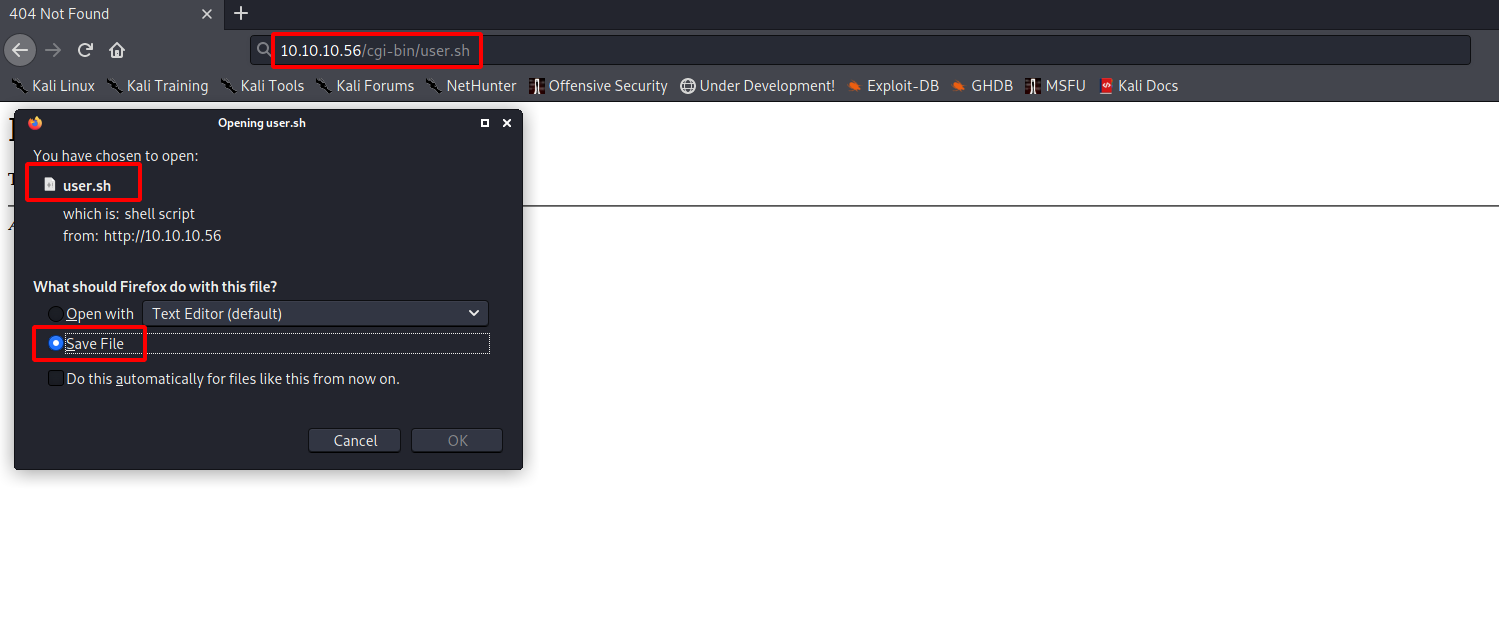 404 Not Found
10.10.10.56/cgi-bin/user.sh
Kali Linux Kali Training Kali Tools Kali Forums NetHunter Offensive Security Under Development! Exploit-DB GHDB MSFU Kali Docs
Opening user.sh
You have chosen to open:
user.sh
which is: shell script
from: http://10.10.10.56
What should Firefox do with this file?
Open with Text Editor (default)
Save File
Do this automatically for files like this from now on.
Cancel OK